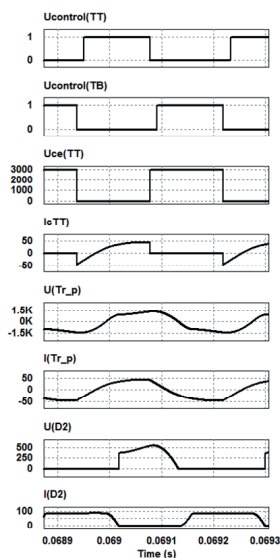 Ucontrol(TT)
1
0
Ucontrol(TB)
1
0
Uce(TT)
3000
2000
1000
0
IcTT)
50
0
-50
U(Tr_p)
1.5K
0K
-1.5K
I(Tr_p)
50
0
-50
U(D2)
500
250
0
I(D2)
100
0
0.0689 0.069 0.0691 0.0692 0.0693
Time (s)